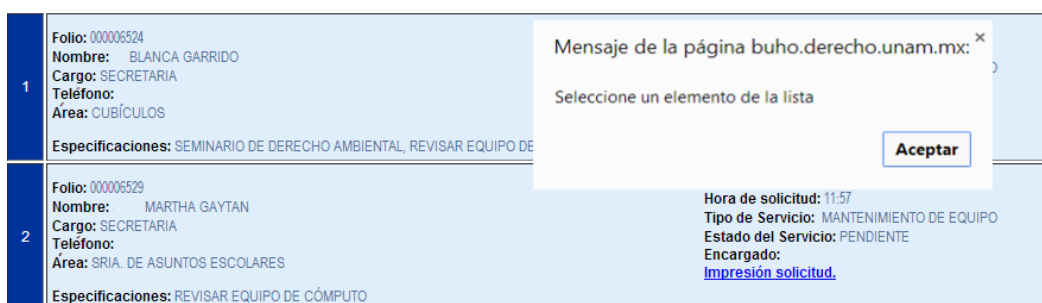 1
Folio: 000006524
Nombre: BLANCA GARRIDO
Cargo: SECRETARIA
Teléfono:
Área: CUBÍCULOS
Especificaciones: SEMINARIO DE DERECHO AMBIENTAL, REVISAR EQUIPO DE
Mensaje de la página buho.derecho.unam.mx: ×
Seleccione un elemento de la lista
Aceptar
2
Folio: 000006529
Nombre: MARTHA GAYTAN
Cargo: SECRETARIA
Teléfono:
Área: SRIA. DE ASUNTOS ESCOLARES
Especificaciones: REVISAR EQUIPO DE CÓMPUTO
Hora de solicitud: 11:57
Tipo de Servicio: MANTENIMIENTO DE EQUIPO
Estado del Servicio: PENDIENTE
Encargado:
Impresión solicitud.